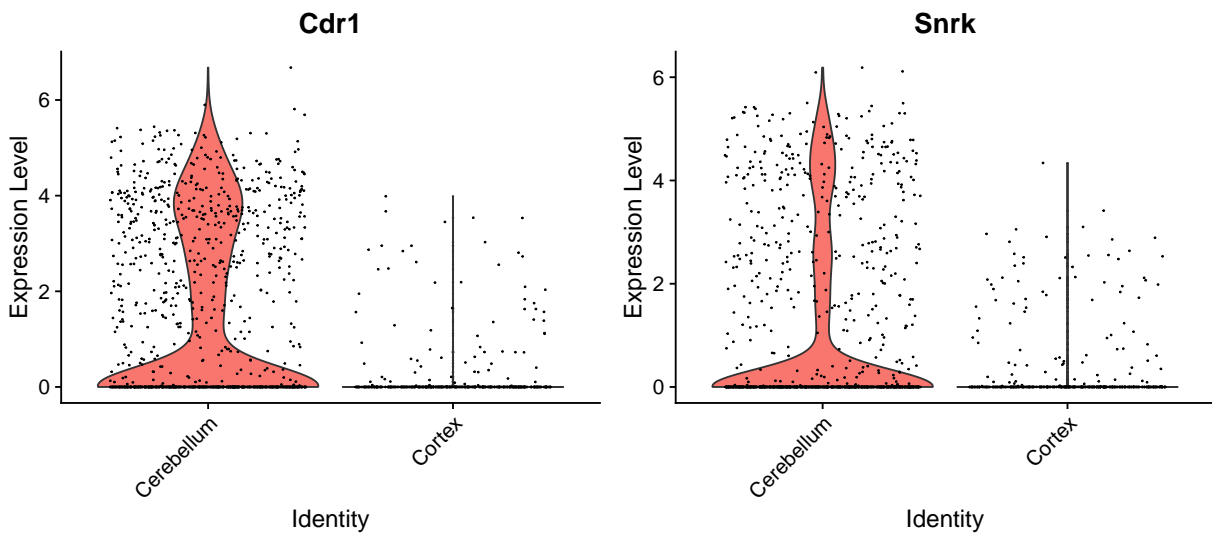 Cdr1
Expression Level
6
4
2
0
Cerebellum
Cortex
Identity
Snrk
Expression Level
6
4
2
0
Cerebellum
Cortex
Identity